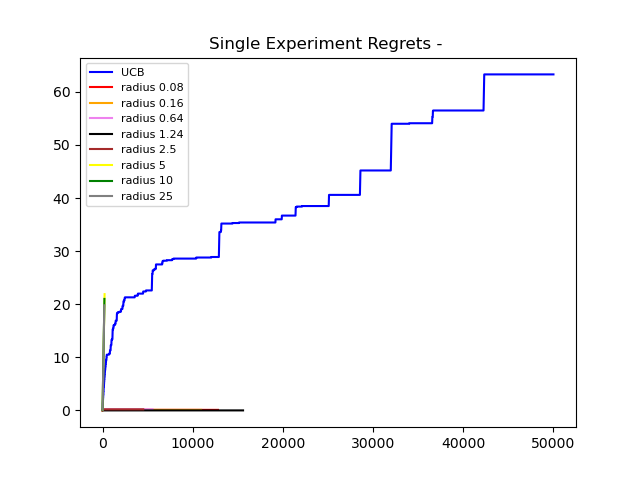 Single Experiment Regrets -
UCB
radius 0.08
radius 0.16
radius 0.64
radius 1.24
radius 2.5
radius 5
radius 10
radius 25
60
50
40
30
20
10
0
0 10000 20000 30000 40000 50000